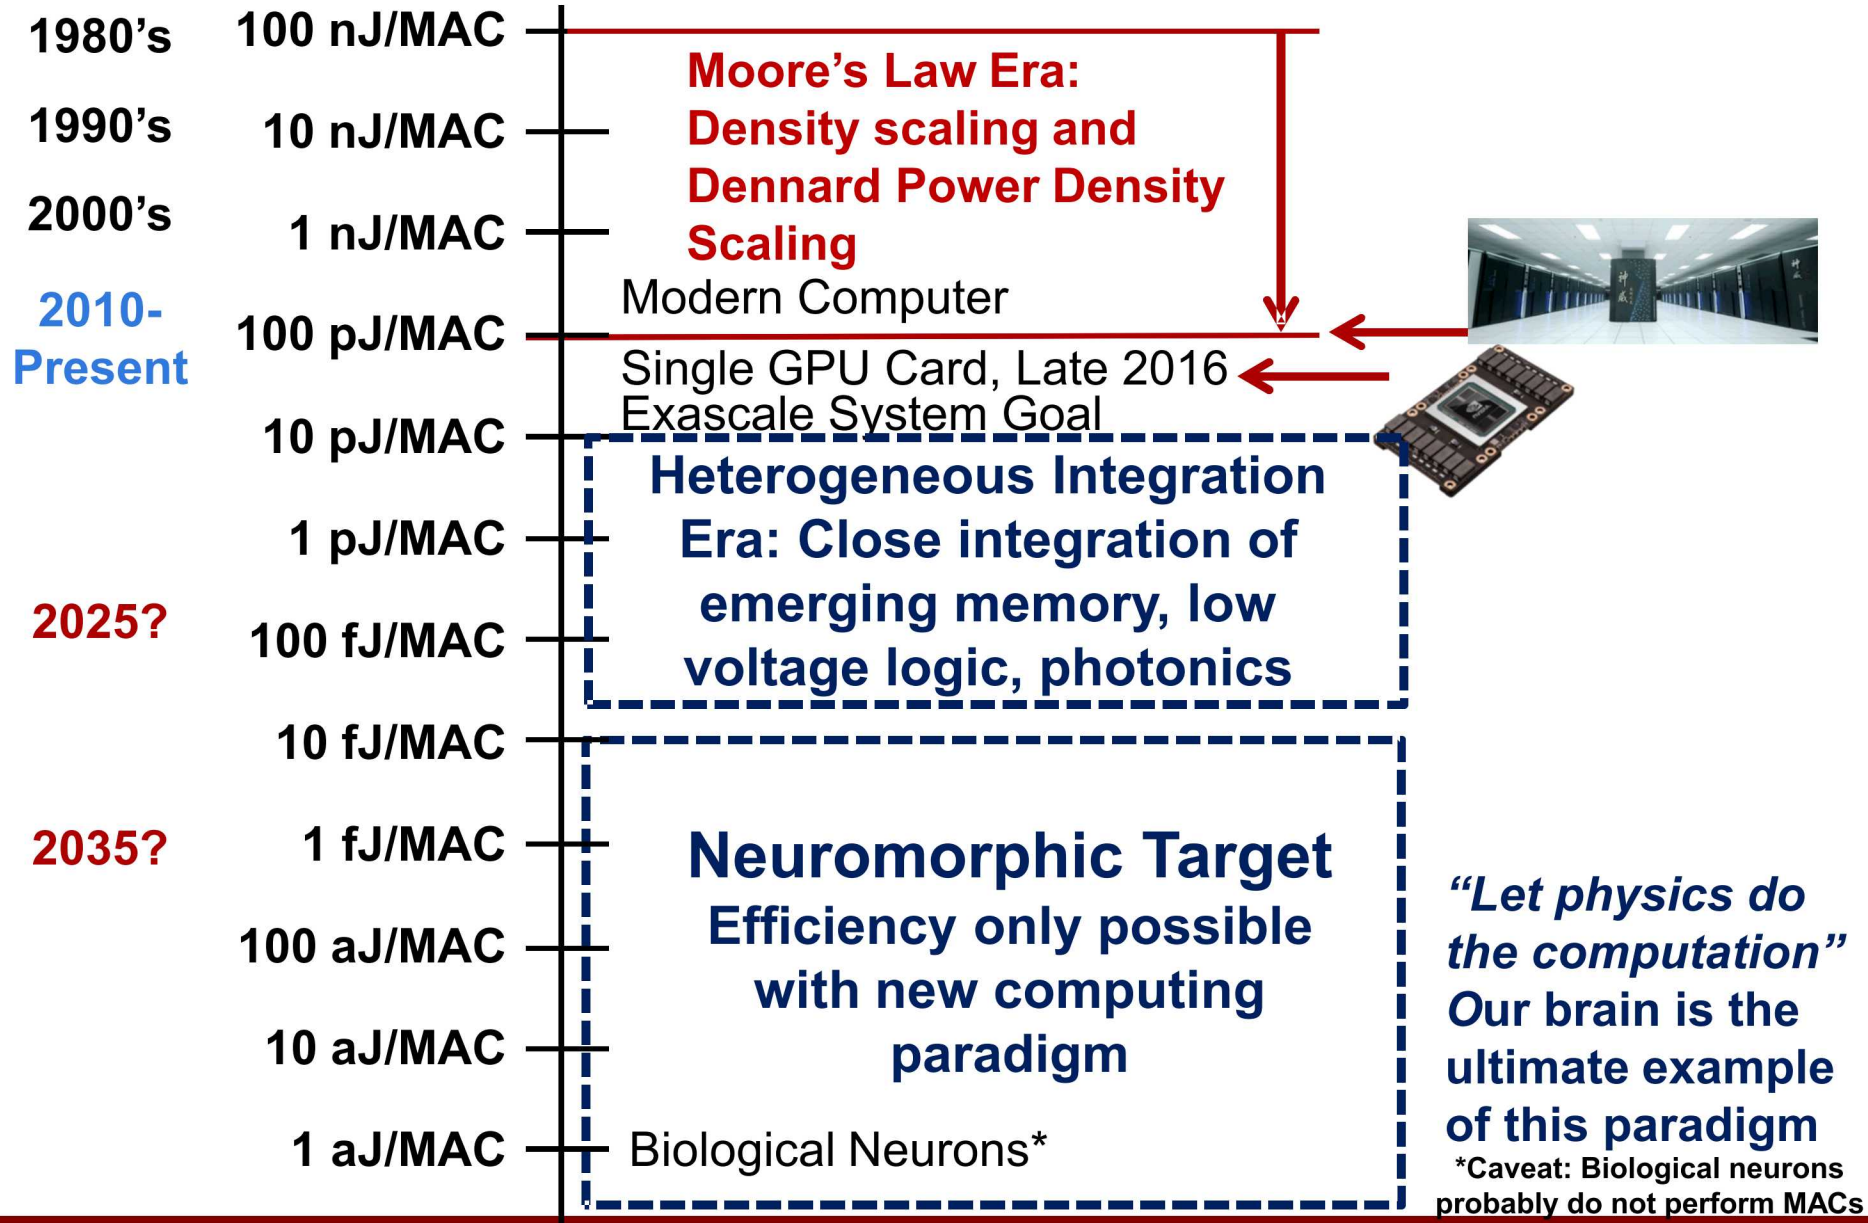 1980’s
100 nJ/MAC
1990’s
10 nJ/MAC
2000’s
1 nJ/MAC
2010-
Present
100 pJ/MAC
10 pJ/MAC
1 pJ/MAC
2025?
100 fJ/MAC
10 fJ/MAC
2035?
1 fJ/MAC
100 aJ/MAC
10 aJ/MAC
1 aJ/MAC
Moore’s Law Era:
Density scaling and
Dennard Power Density
Scaling
Modern Computer
Single GPU Card, Late 2016
Exascale System Goal
神威
Heterogeneous Integration
Era: Close integration of
emerging memory, low
voltage logic, photonics
Neuromorphic Target
Efficiency only possible
with new computing
paradigm
Biological Neurons*
“Let physics do
the computation”
Our brain is the
ultimate example
of this paradigm
*Caveat: Biological neurons
probably do not perform MACs